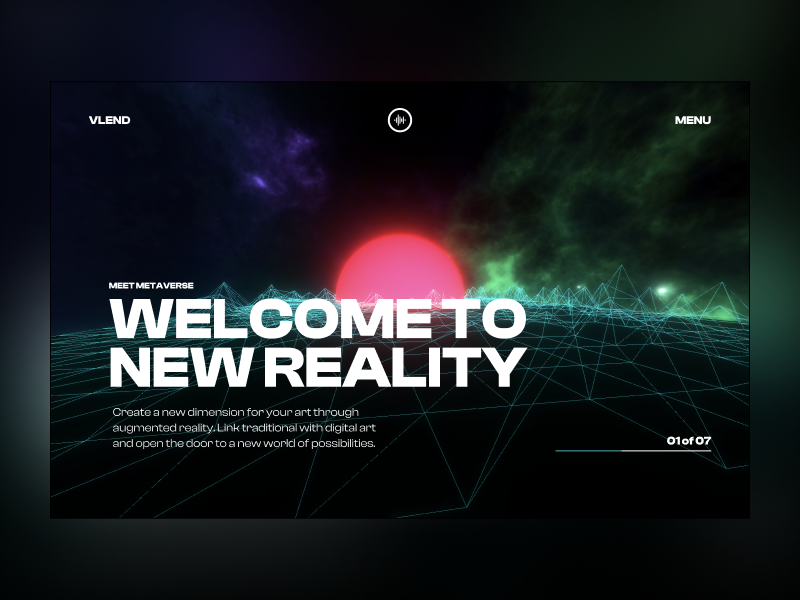 VLEND
MENU
MEET METAVERSE
WELCOME TO
NEW REALITY
Create a new dimension for your art through
augmented reality. Link traditional with digital art
and open the door to a new world of possibilities.
01 of 07